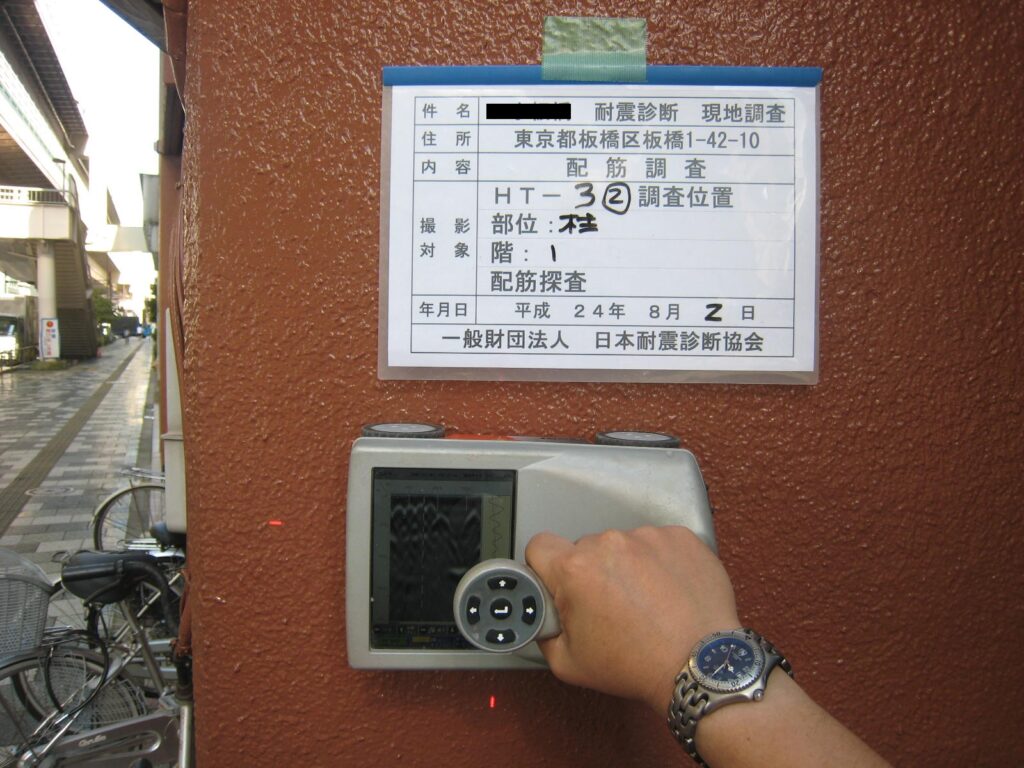 件 名 耐震診断 現地調査
住 所 東京都板橋区板橋1-42-10
内 容 配 筋 調 査
撮 影 対 象
HT－3② 調査位置
部位：柱
階：1
配筋探査
年月日 平成 24年 8月 2 日
一般財団法人 日本耐震診断協会